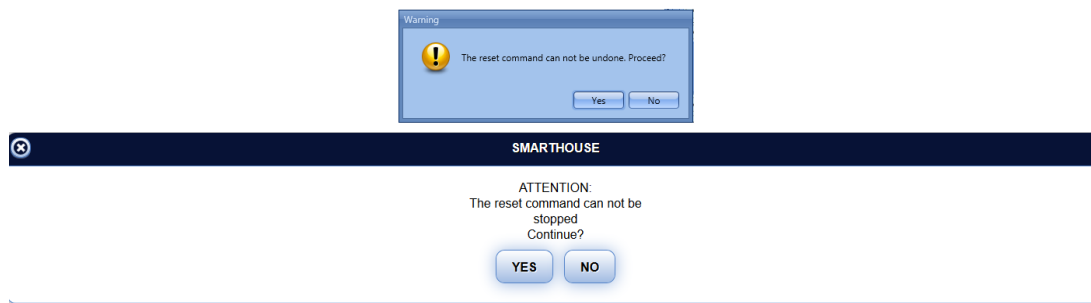 Warning
The reset command can not be undone. Proceed?
Yes No
SMARTHOUSE
ATTENTION:
The reset command can not be
stopped
Continue?
YES NO